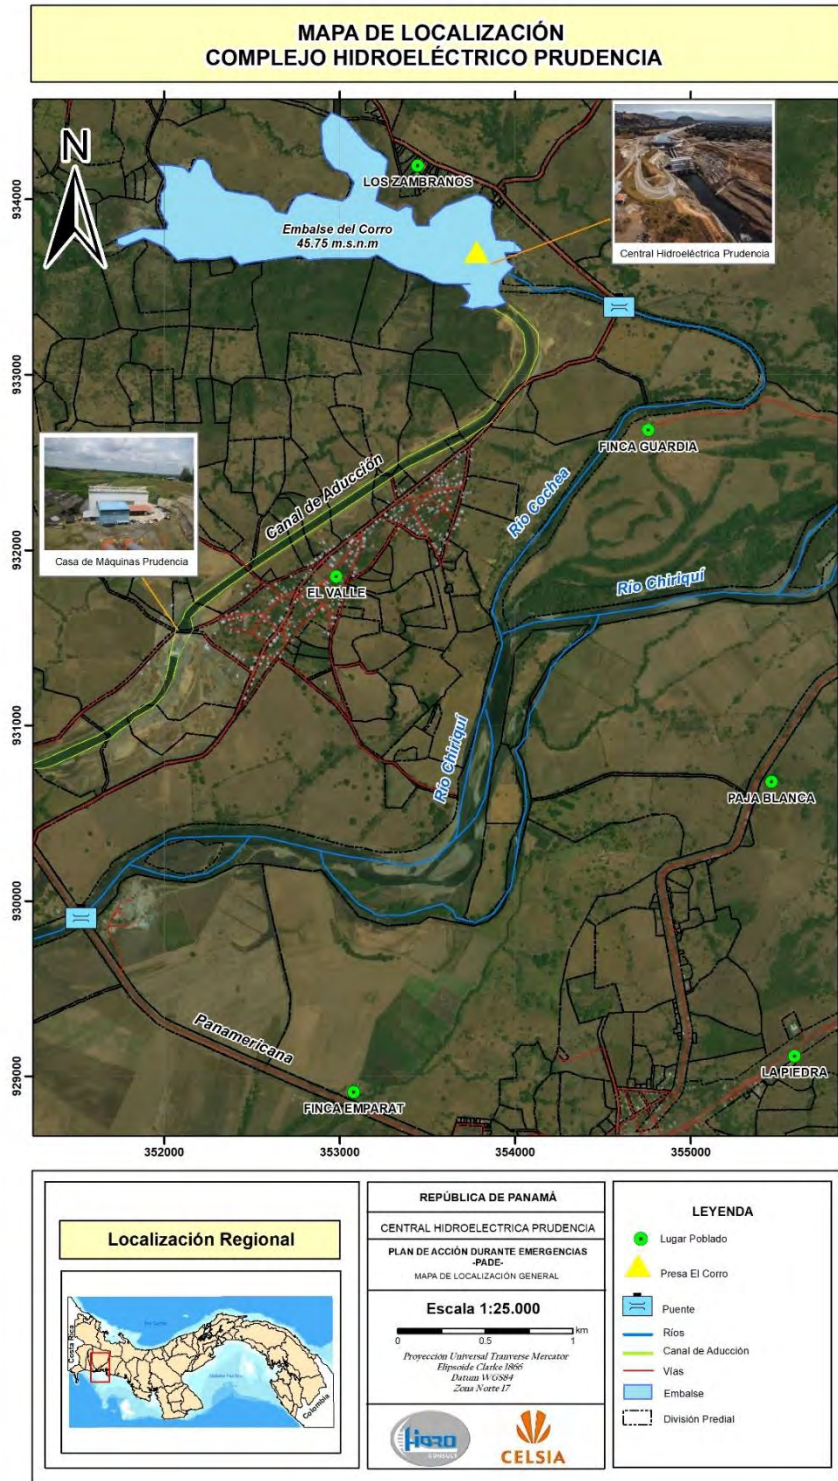 MAPA DE LOCALIZACIÓN
COMPLEJO HIDROELÉCTRICO PRUDENCIA
N
LOS ZAMBRANOS
Embalse del Corro
45.75 m.s.n.m
Central Hidroeléctrica Prudencia
FINCA GUARDIA
Canal de Aducción
Río Cochea
Casa de Máquinas Prudencia
EL VALLE
Río Chiriquí
Río Chiriquí
PAJA BLANCA
Panamericana
LA PIEDRA
FINCA EMPARAT
934000
933000
932000
931000
930000
929000
352000
353000
354000
355000
Localización Regional
Costa Rica
Colombia
REPÚBLICA DE PANAMÁ
CENTRAL HIDROELECTRICA PRUDENCIA
PLAN DE ACCIÓN DURANTE EMERGENCIAS
-PADE-
MAPA DE LOCALIZACIÓN GENERAL
Escala 1:25.000
0 0.5 1 km
Proyección Universal Tranverse Mercator
Elipsoide Clarke 1866
Datum WGS84
Zona Norte 17
HIDRO
CONSULT
CELSIA
LEYENDA
Lugar Poblado
Presa El Corro
Puente
Ríos
Canal de Aducción
Vías
Embalse
División Predial